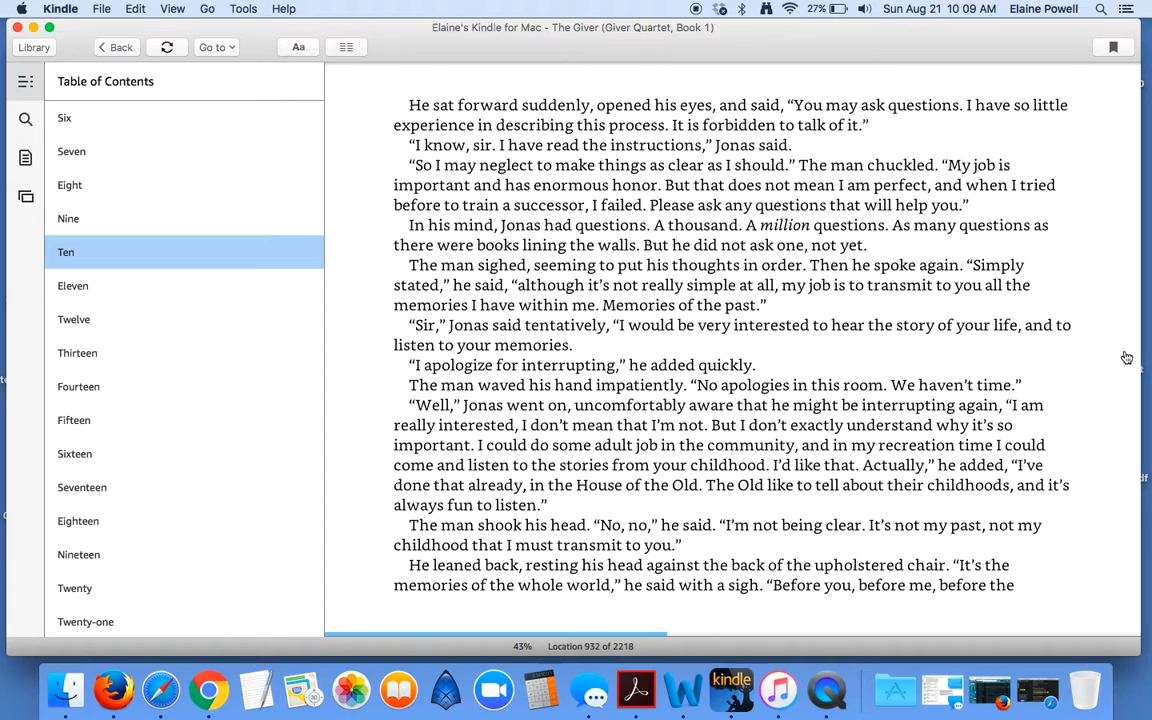 Kindle File Edit View Go Tools Help 27% Sun Aug 21 10:09 AM Elaine Powell
Elaine's Kindle for Mac - The Giver (Giver Quartet, Book 1)
Library Back Go to Aa
Table of Contents
Six
Seven
Eight
Nine
Ten
Eleven
Twelve
Thirteen
Fourteen
Fifteen
Sixteen
Seventeen
Eighteen
Nineteen
Twenty
Twenty-one
He sat forward suddenly, opened his eyes, and said, “You may ask questions. I have so little
experience in describing this process. It is forbidden to talk of it.”
“I know, sir. I have read the instructions,” Jonas said.
“So I may neglect to make things as clear as I should.” The man chuckled. “My job is
important and has enormous honor. But that does not mean I am perfect, and when I tried
before to train a successor, I failed. Please ask any questions that will help you.”
In his mind, Jonas had questions. A thousand. A million questions. As many questions as
there were books lining the walls. But he did not ask one, not yet.
The man sighed, seeming to put his thoughts in order. Then he spoke again. “Simply
stated,” he said, “although it’s not really simple at all, my job is to transmit to you all the
memories I have within me. Memories of the past.”
“Sir,” Jonas said tentatively, “I would be very interested to hear the story of your life, and to
listen to your memories.
“I apologize for interrupting,” he added quickly.
The man waved his hand impatiently. “No apologies in this room. We haven’t time.”
“Well,” Jonas went on, uncomfortably aware that he might be interrupting again, “I am
really interested, I don’t mean that I’m not. But I don’t exactly understand why it’s so
important. I could do some adult job in the community, and in my recreation time I could
come and listen to the stories from your childhood. I’d like that. Actually,” he added, “I’ve
done that already, in the House of the Old. The Old like to tell about their childhoods, and it’s
always fun to listen.”
The man shook his head. “No, no,” he said. “I’m not being clear. It’s not my past, not my
childhood that I must transmit to you.”
He leaned back, resting his head against the back of the upholstered chair. “It’s the
memories of the whole world,” he said with a sigh. “Before you, before me, before the
43% Location 932 of 2218
kindle